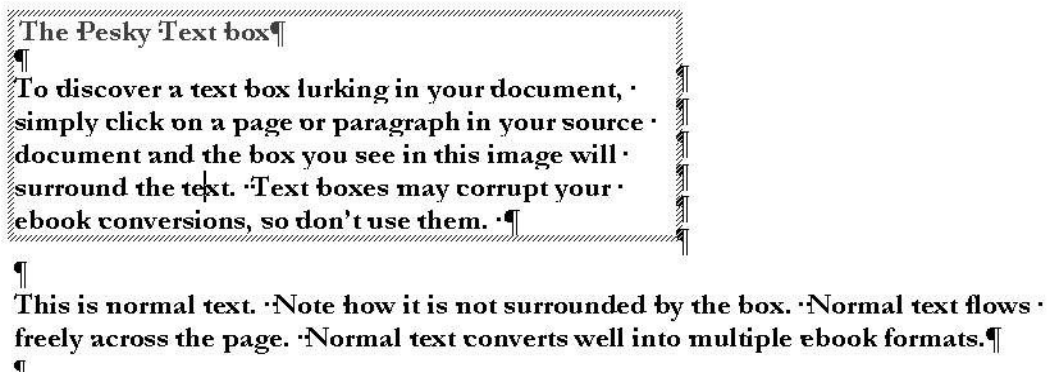 The Pesky Text box¶
¶
To discover a text box lurking in your document,
simply click on a page or paragraph in your source
document and the box you see in this image will
surround the text.  Text boxes may corrupt your
ebook conversions, so don't use them. ¶
¶
¶
¶
¶
¶
¶
¶
This is normal text.  Note how it is not surrounded by the box.  Normal text flows
freely across the page.  Normal text converts well into multiple ebook formats.¶
¶